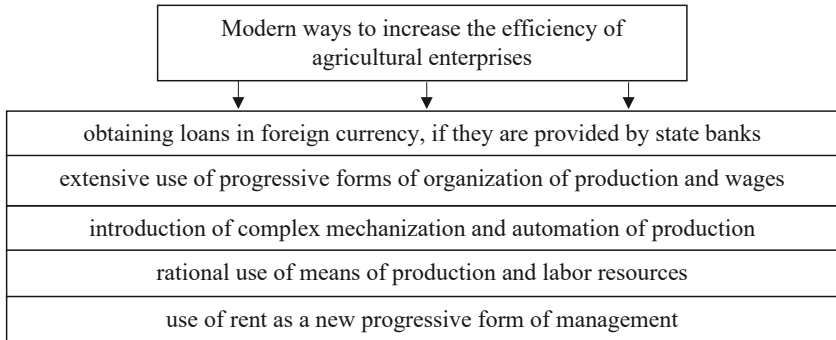 Modern ways to increase the efficiency of
agricultural enterprises
obtaining loans in foreign currency, if they are provided by state banks
extensive use of progressive forms of organization of production and wages
introduction of complex mechanization and automation of production
rational use of means of production and labor resources
use of rent as a new progressive form of management